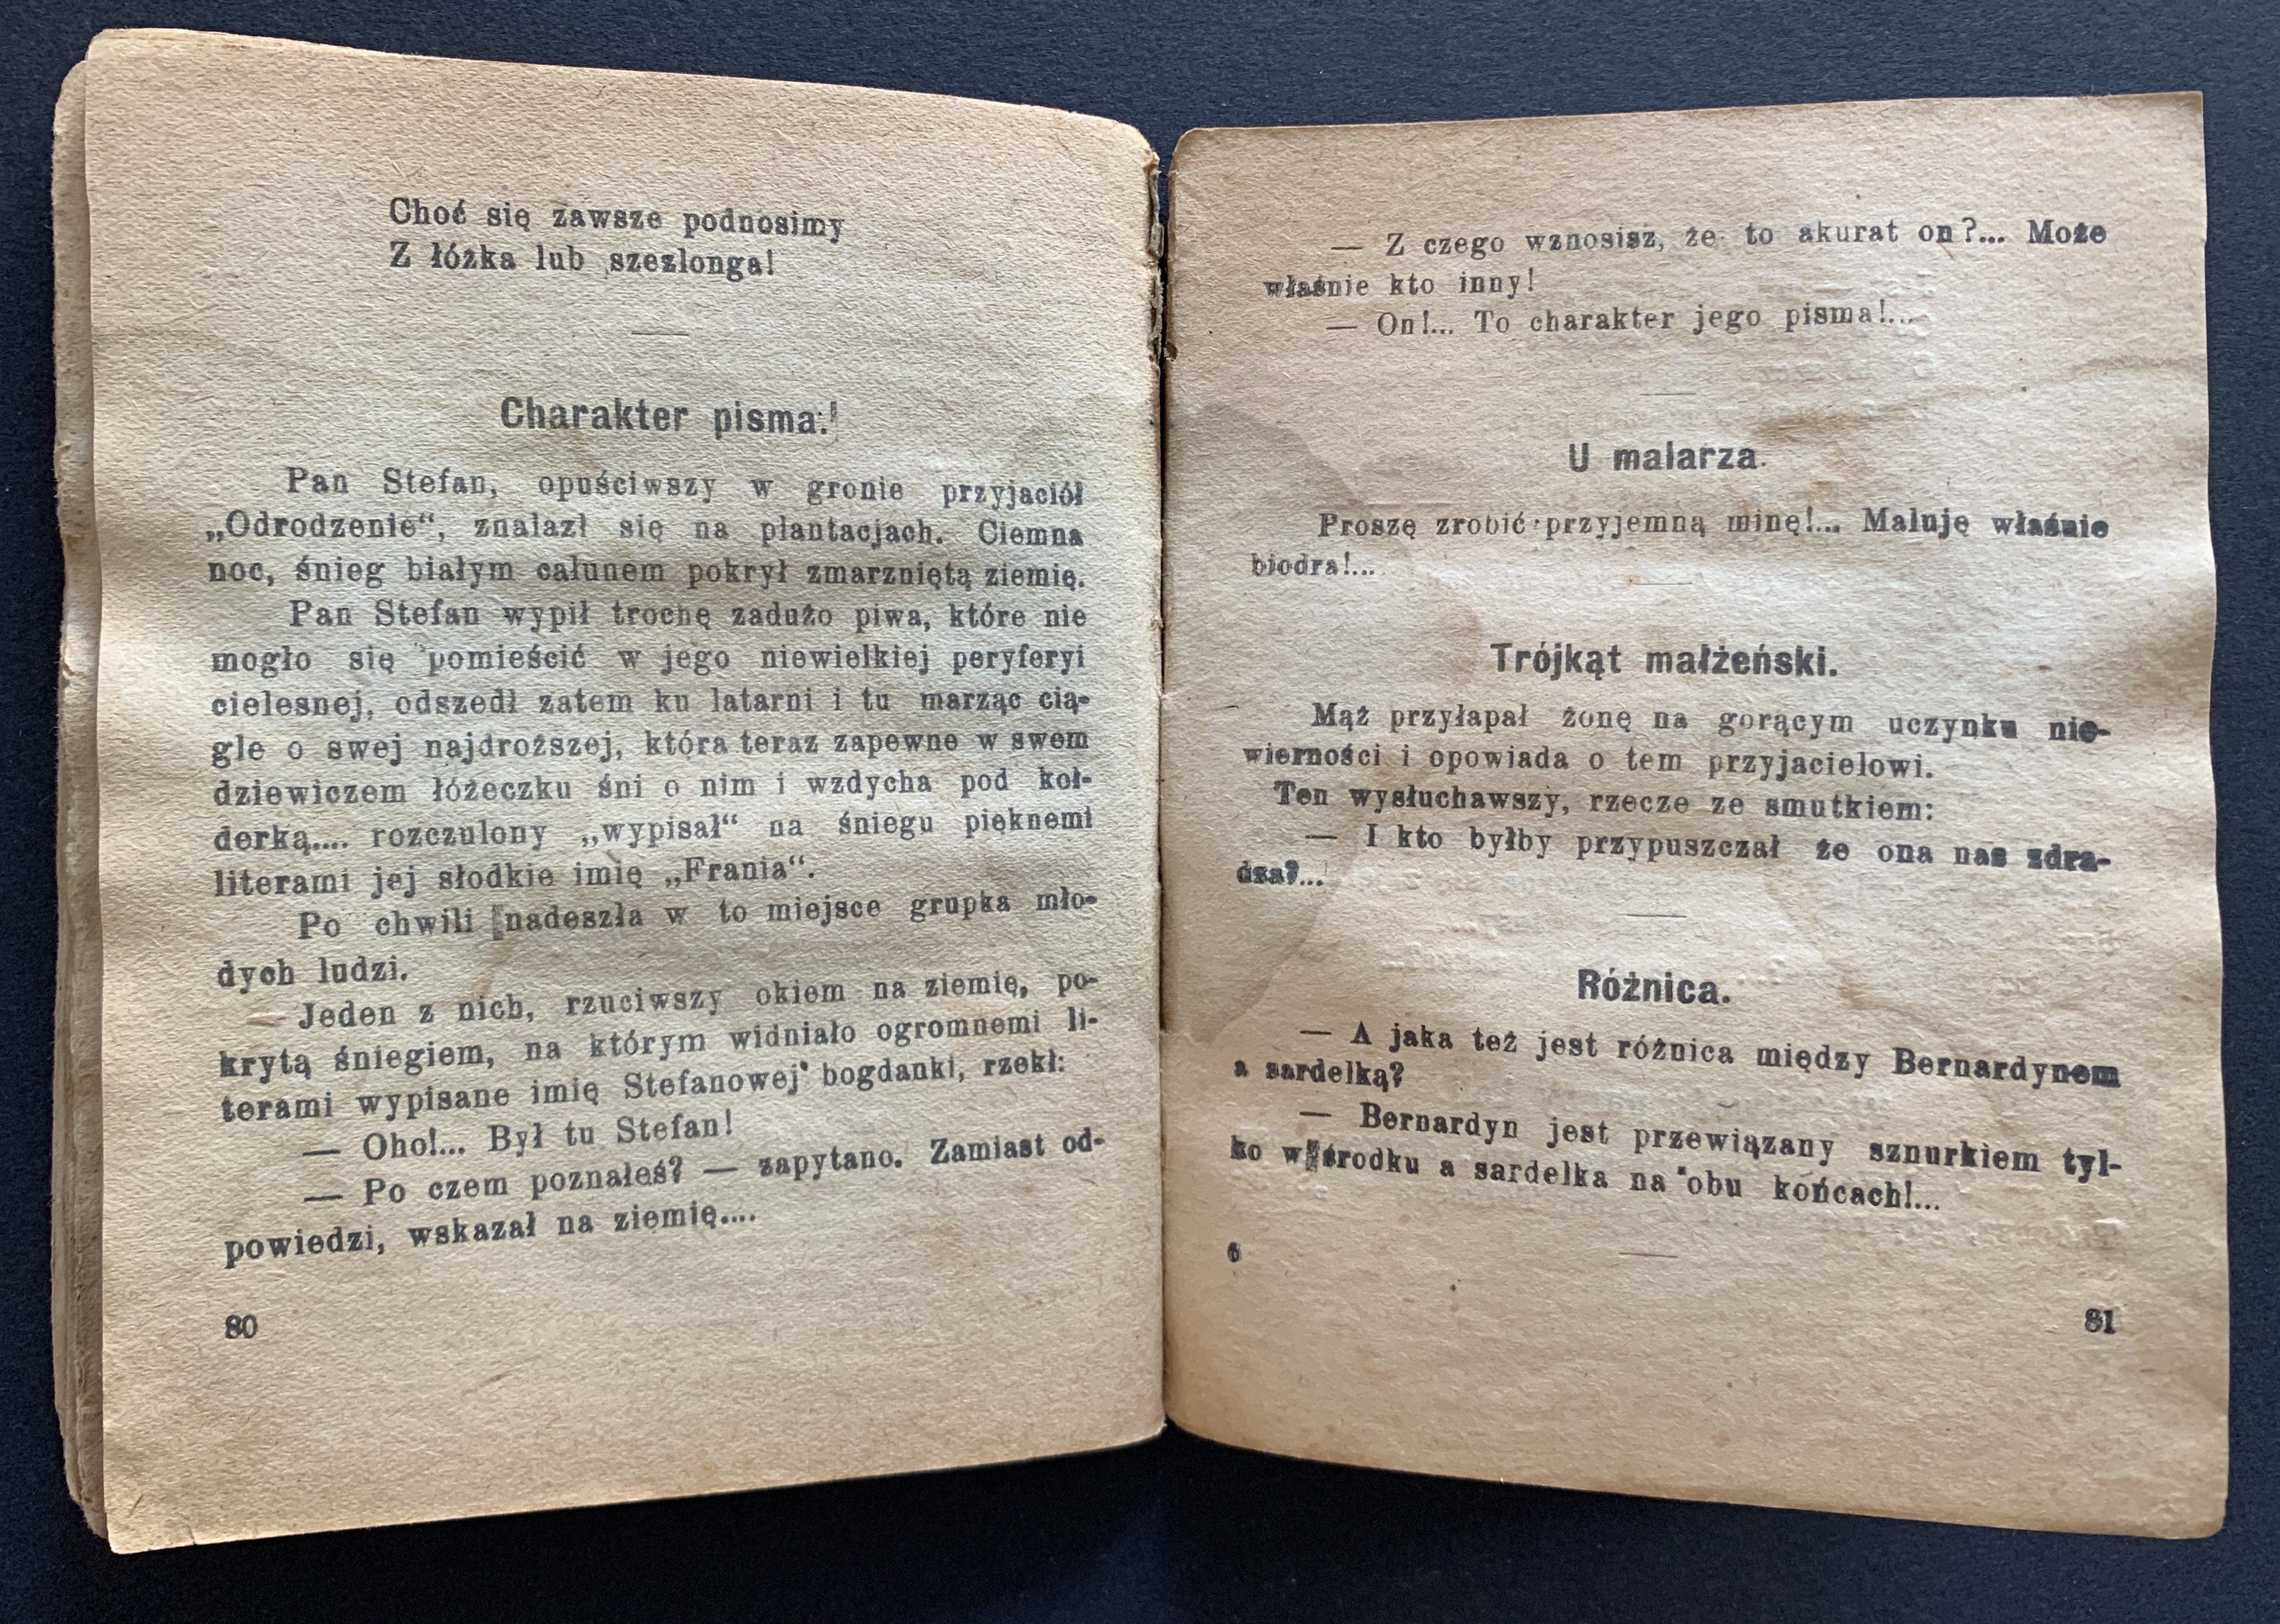 Choć się zawsze podnosimy
Z łóżka lub szezlonga!
Charakter pisma!
Pan Stefan, opuściwszy w gronie przyjaciół
„Odrodzenie“, znalazł się na plantacjach. Ciemna
noc, śnieg białym całunem pokrył zmarzniętą ziemię.
Pan Stefan wypił trochę zadużo piwa, które nie
mogło się pomieścić w jego niewielkiej peryferyi
cielesnej, odszedł zatem ku latarni i tu marząc cią-
gle o swej najdroższej, która teraz zapewne w swem
dziewiczem łóżeczku śni o nim i wzdycha pod koł-
derką.... rozczulony „wypisał“ na śniegu pięknemi
literami jej słodkie imię „Frania“.
Po chwili nadeszła w to miejsce grupka mło-
dych ludzi.
Jeden z nich, rzuciwszy okiem na ziemię, po-
krytą śniegiem, na którym widniało ogromnemi li-
terami wypisane imię Stefanowej bogdanki, rzekł:
— Oho!... Był tu Stefan!
— Po czem poznałeś? — zapytano. Zamiast od-
powiedzi, wskazał na ziemię....
80
— Z czego wznosisz, że to akurat on?... Może
właśnie kto inny!
— On!... To charakter jego pisma!...
U malarza.
Proszę zrobić przyjemną minę!... Maluję właśnie
biodra!...
Trójkąt małżeński.
Mąż przyłapał żonę na gorącym uczynku nie-
wierności i opowiada o tem przyjacielowi.
Ten wysłuchawszy, rzecze ze smutkiem:
— I kto byłby przypuszczał że ona nas zdra-
dza?...
Różnica.
— A jaka też jest różnica między Bernardynem
a sardelką?
— Bernardyn jest przewiązany sznurkiem tyl-
ko w środku a sardelka na obu końcach!...
6
81